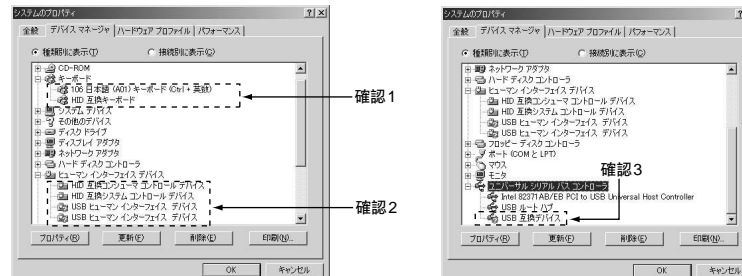 システムのプロパティ
全般 デバイス マネージャ ハードウェア プロファイル パフォーマンス
種類別に表示(T) 接続別に表示(C)
CD-ROM
キーボード
106 日本語 (A01) キーボード (Ctrl + 英数)
HID 互換キーボード
システム デバイス
その他のデバイス
ディスク ドライブ
ディスプレイ アダプタ
ネットワーク アダプタ
ハード ディスク コントローラ
ヒューマン インターフェイス デバイス
HID 互換コンシューマ コントロール デバイス
HID 互換システム コントロール デバイス
USB ヒューマン インターフェイス デバイス
USB ヒューマン インターフェイス デバイス
プロパティ(R) 更新(F) 削除(E) 印刷(N)...
OK キャンセル
確認1
確認2
システムのプロパティ
全般 デバイス マネージャ ハードウェア プロファイル パフォーマンス
種類別に表示(T) 接続別に表示(C)
ネットワーク アダプタ
ハード ディスク コントローラ
ヒューマン インターフェイス デバイス
HID 互換コンシューマ コントロール デバイス
HID 互換システム コントロール デバイス
USB ヒューマン インターフェイス デバイス
USB ヒューマン インターフェイス デバイス
フロッピー ディスク コントローラ
ポート (COM と LPT)
マウス
モニタ
ユニバーサル シリアル バス コントローラ
Intel 82371AB/EB PCI to USB Universal Host Controller
USB ルート ハブ
USB 互換デバイス
確認3
プロパティ(R) 更新(F) 削除(E) 印刷(N)...
OK キャンセル